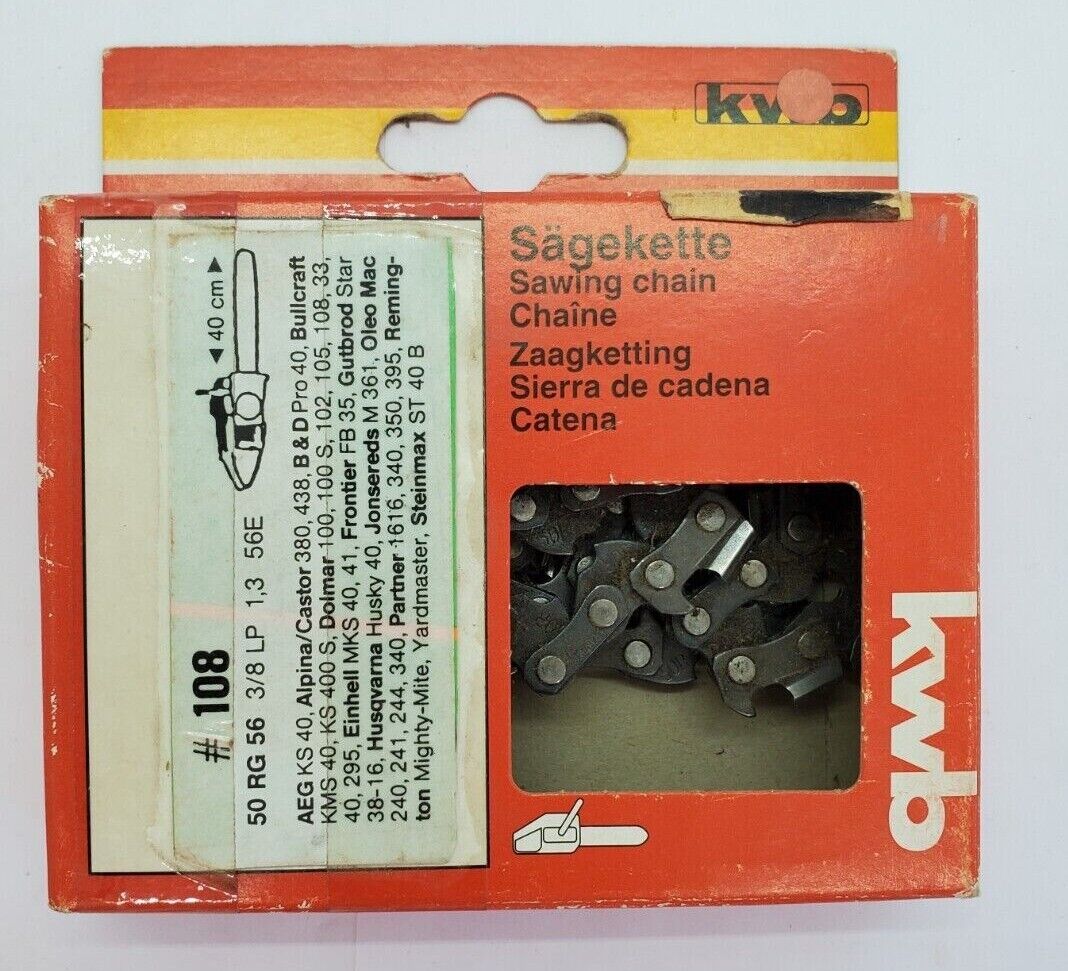 kwb
Sägekette
Sawing chain
Chaîne
Zaagketting
Sierra de cadena
Catena
kwb
# 108
◄ 40 cm ►
50 RG 56 3/8 LP 1,3 56E
AEG KS 40, Alpina/Castor 380, 438, B & D Pro 40, Bullcraft
KMS 40, KS 400 S, Dolmar 100, 100 S, 102, 105, 108, 33,
40, 295, Einhell MKS 40, 41, Frontier FB 35, Gutbrod Star
38-16, Husqvarna Husky 40, Jonsereds M 361, Oleo Mac
240, 241, 244, 340, Partner 1616, 340, 350, 395, Reming-
ton Mighty-Mite, Yardmaster, Steinmax ST 40 B